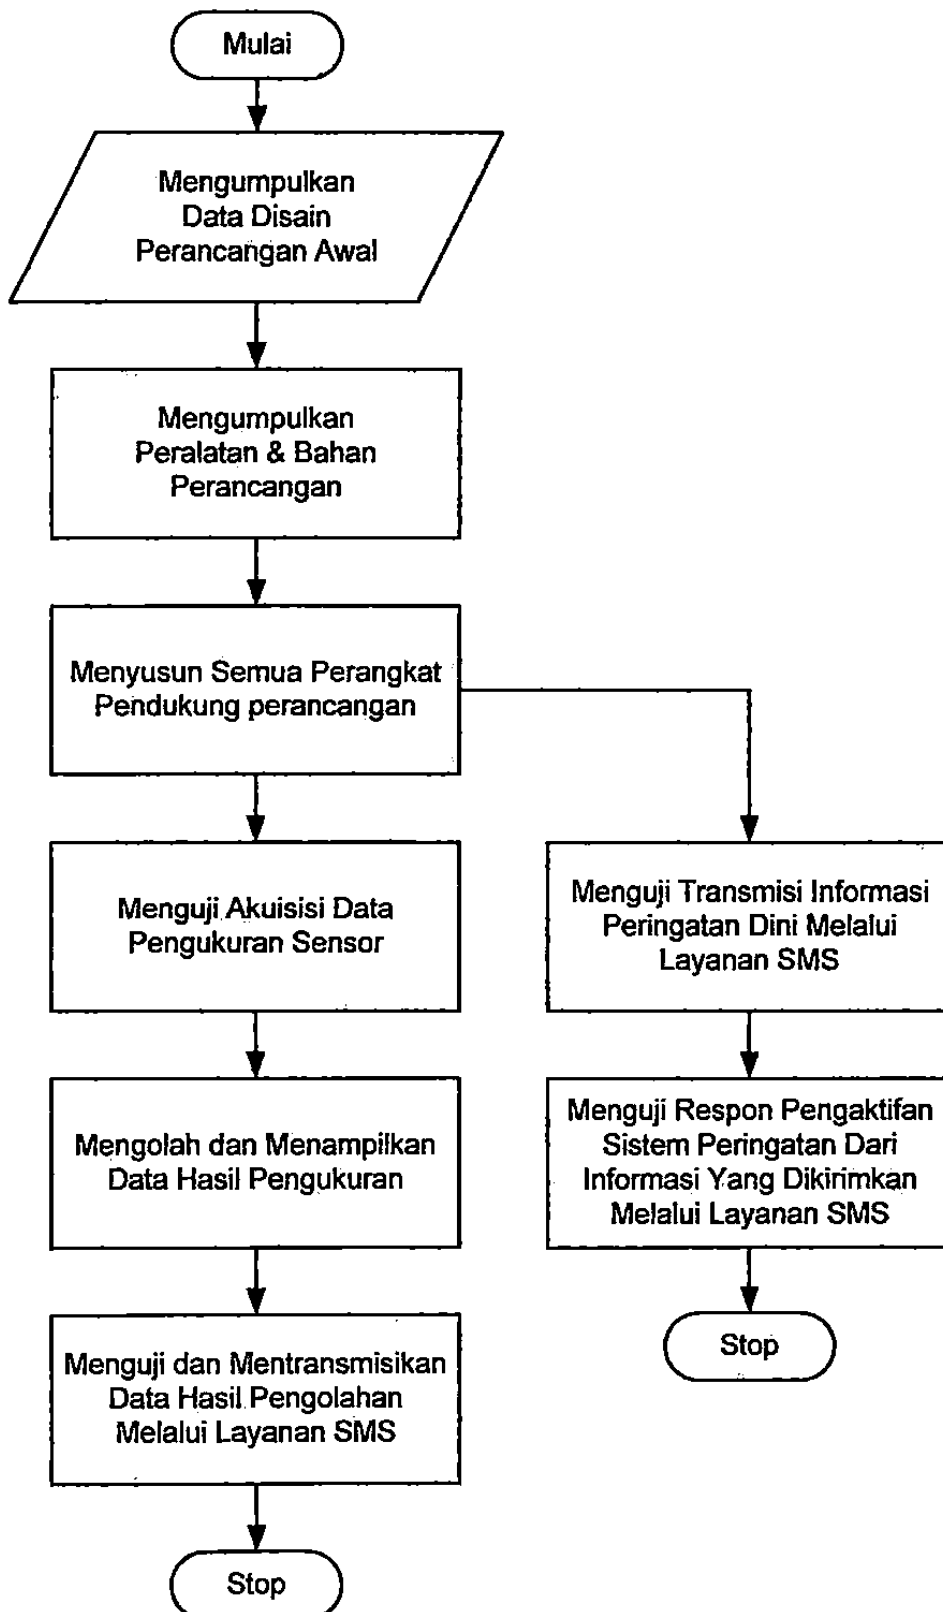 Mulai
Mengumpulkan
Data Disain
Perancangan Awal
Mengumpulkan
Peralatan & Bahan
Perancangan
Menyusun Semua Perangkat
Pendukung perancangan
Menguji Akuisisi Data
Pengukuran Sensor
Mengolah dan Menampilkan
Data Hasil Pengukuran
Menguji dan Mentransmisikan
Data Hasil Pengolahan
Melalui Layanan SMS
Stop
Menguji Transmisi Informasi
Peringatan Dini Melalui
Layanan SMS
Menguji Respon Pengaktifan
Sistem Peringatan Dari
Informasi Yang Dikirimkan
Melalui Layanan SMS
Stop